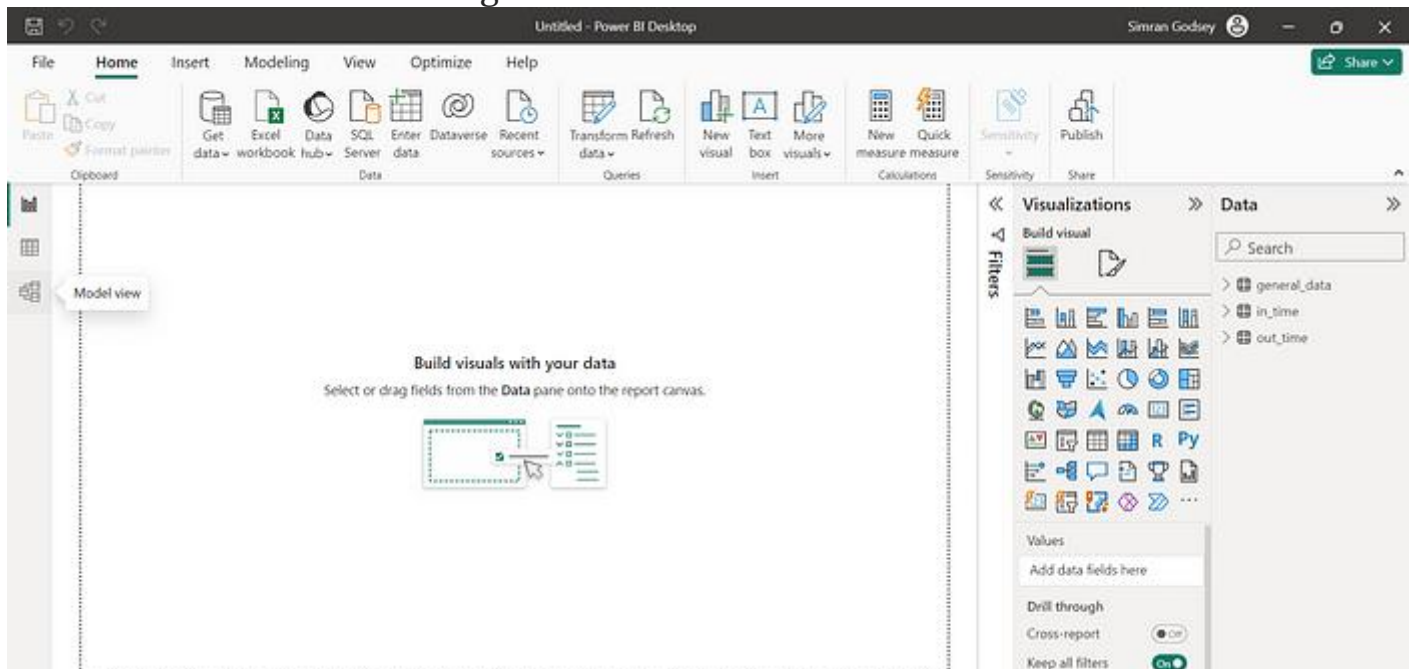 Untitled - Power BI Desktop
Simran Godsey
File Home Insert Modeling View Optimize Help
Share
Paste
Cut
Copy
Format painter
Get data
Excel workbook
Data hub
SQL Server
Enter data
Dataverse
Recent sources
Transform data
Refresh
New visual
Text box
More visuals
New measure
Quick measure
Sensitivity
Publish
Clipboard
Data
Queries
Insert
Calculations
Sensitivity
Share
Model view
Build visuals with your data
Select or drag fields from the Data pane onto the report canvas.
Filters
Visualizations
Build visual
R Py
Values
Add data fields here
Drill through
Cross-report
Off
Keep all filters
On
Data
Search
general_data
in_time
out_time